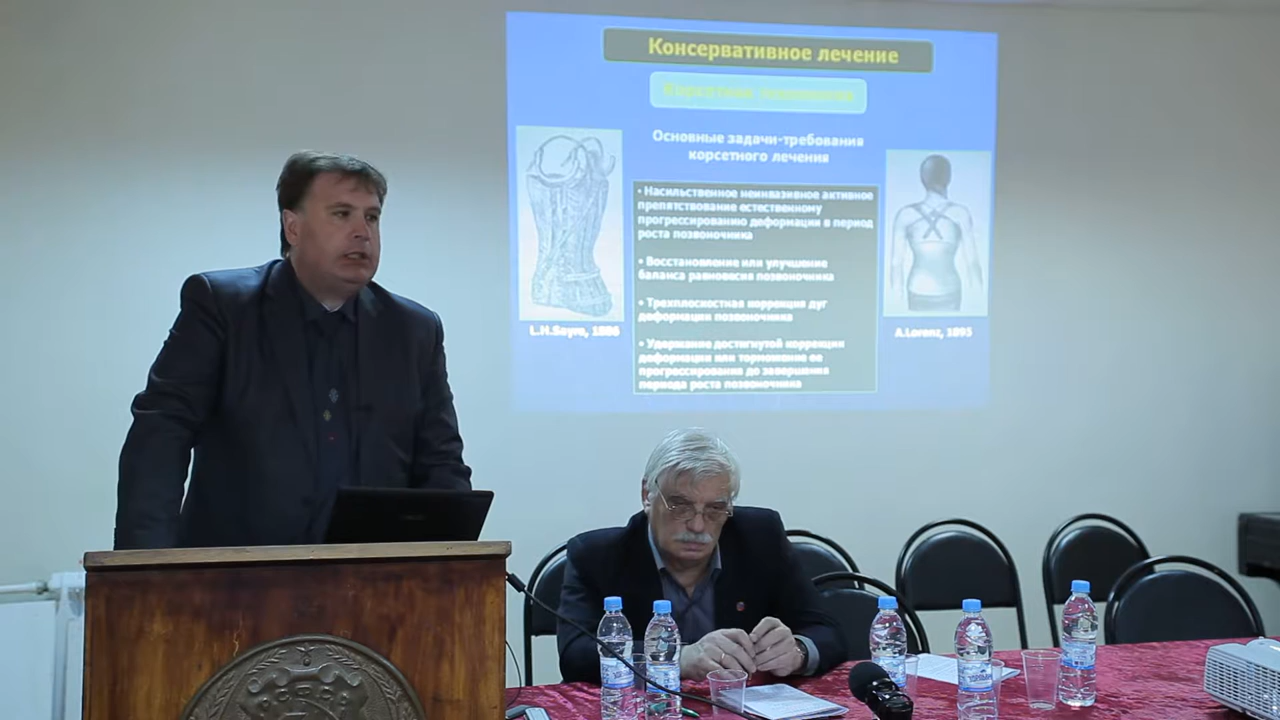 Консервативное лечение
Основные задачи-требования
корсетного лечения
• Насильственное неинвазивное активное
препятствование естественному
прогрессированию деформации в период
роста позвоночника
• Восстановление или улучшение
баланса равновесия позвоночника
• Трехплоскостная коррекция дуг
деформации позвоночника
• Удержание достигнутой коррекции
деформации или торможение ее
прогрессирования до завершения
периода роста позвоночника
L.H.Sayre, 1886
A.Lorenz, 1895